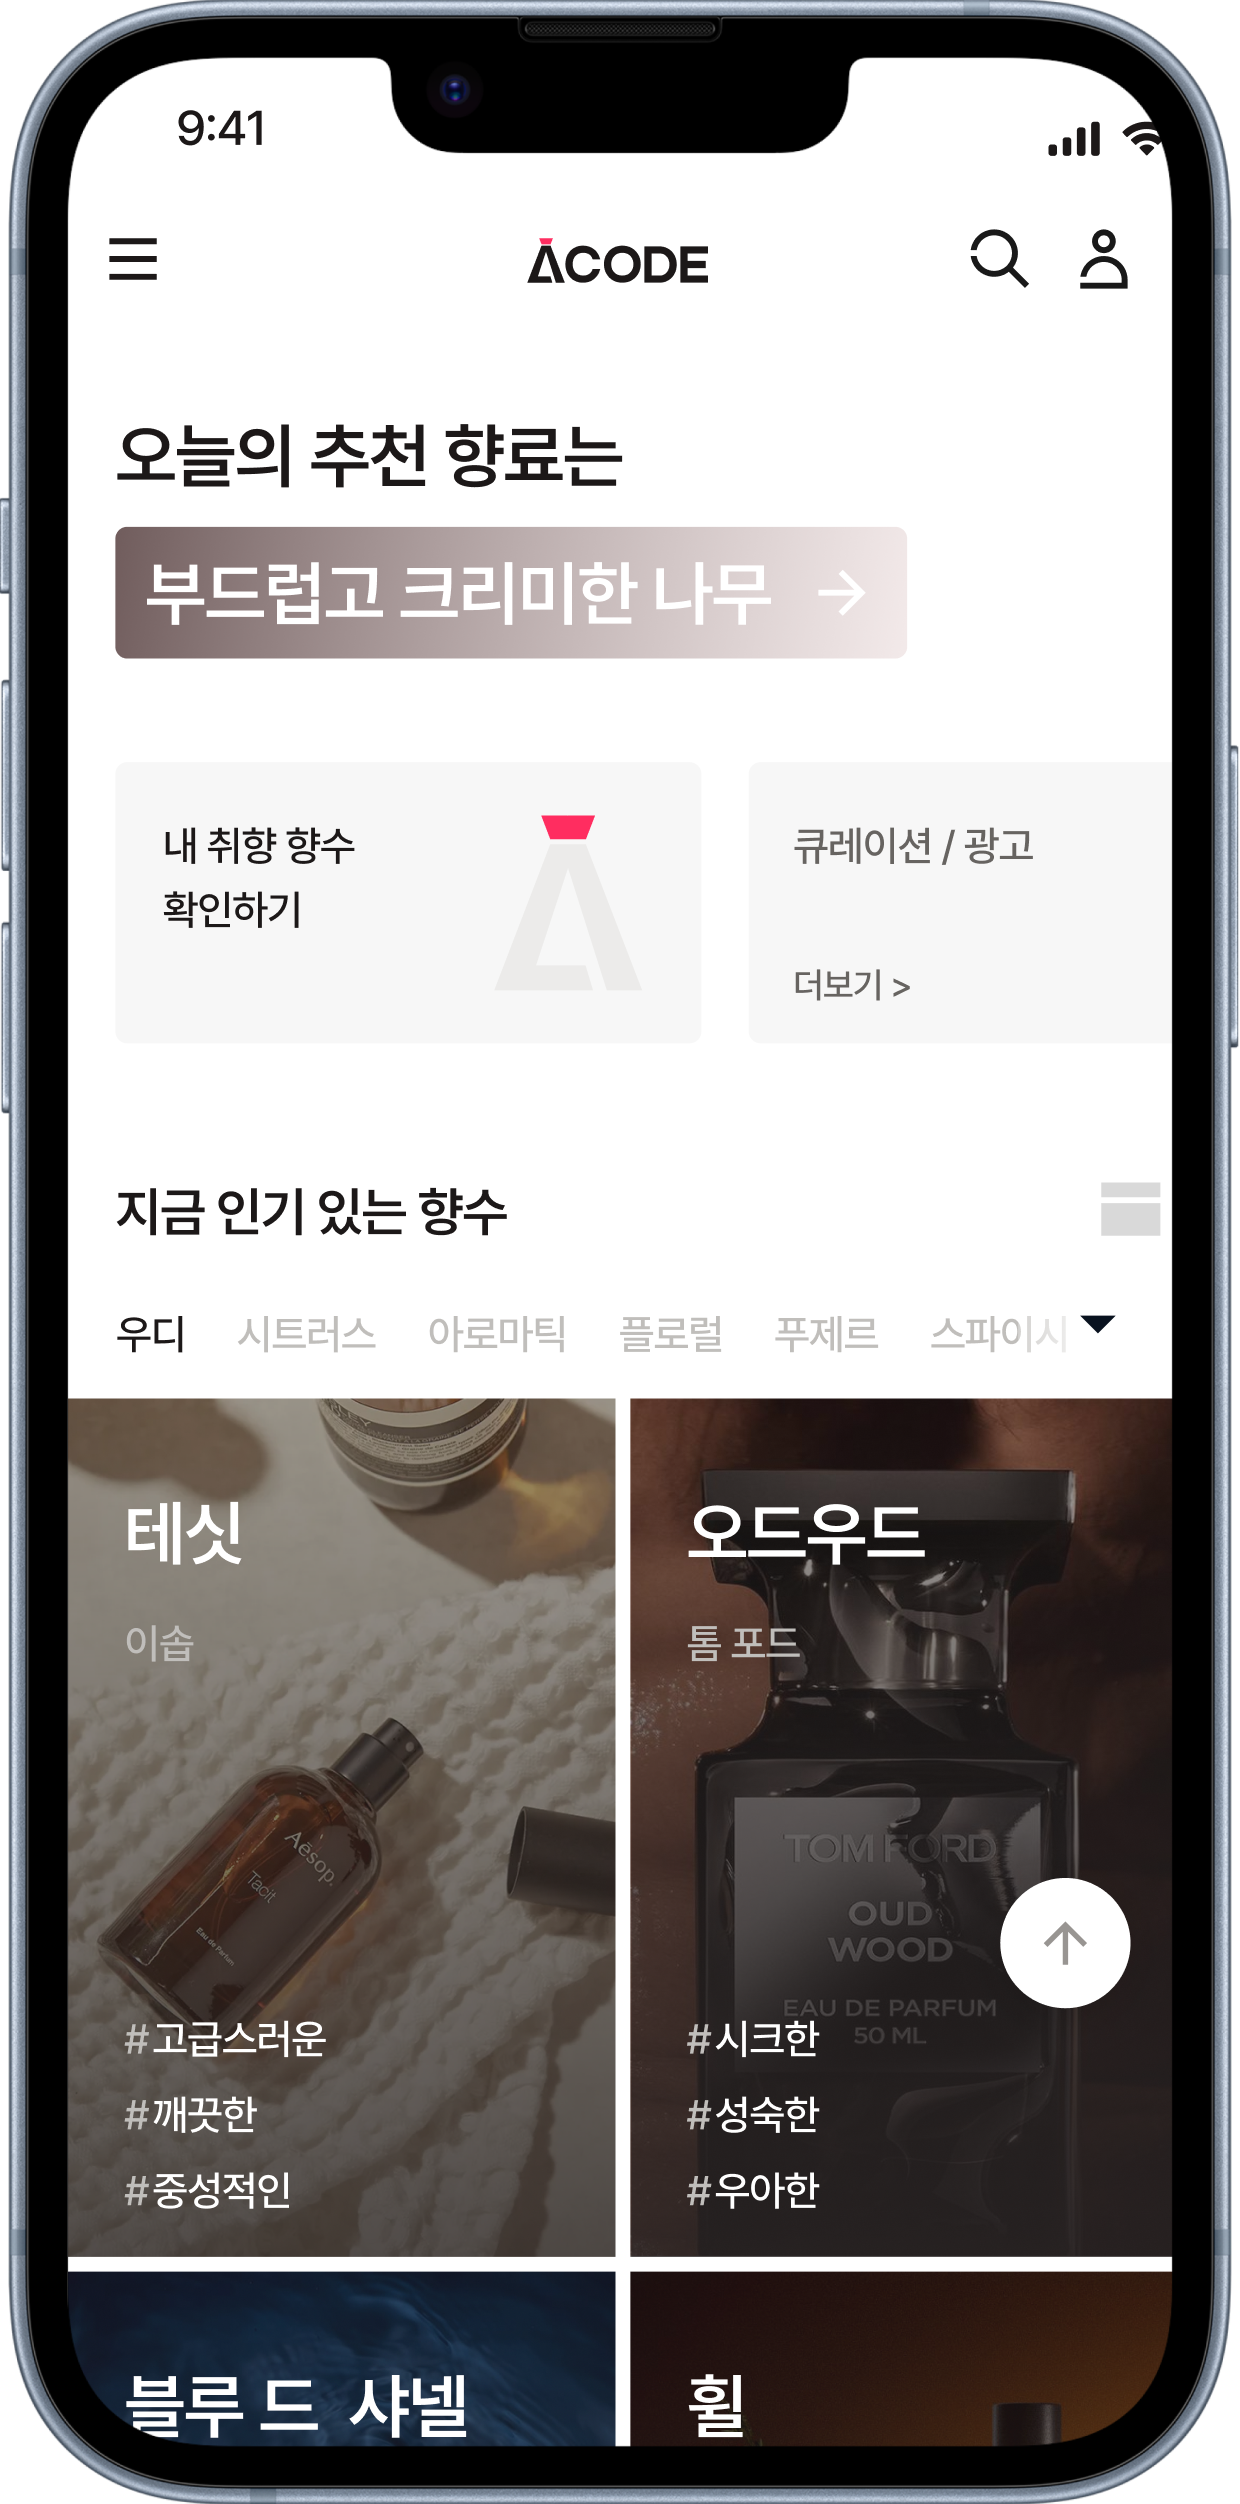 9:41
ACODE
오늘의 추천 향료는
부드럽고 크리미한 나무
내 취향 향수
확인하기
큐레이션 / 광고
더보기 >
지금 인기 있는 향수
우디 시트러스 아로마틱 플로럴 푸제르 스파이시
테싯
이솝
Aēsop.
Tacit
Eau de Parfum
#고급스러운
#깨끗한
#중성적인
오드우드
톰 포드
TOM FORD
OUD
WOOD
EAU DE PARFUM
50 ML
#시크한
#성숙한
#우아한
블루 드 샤넬
휠